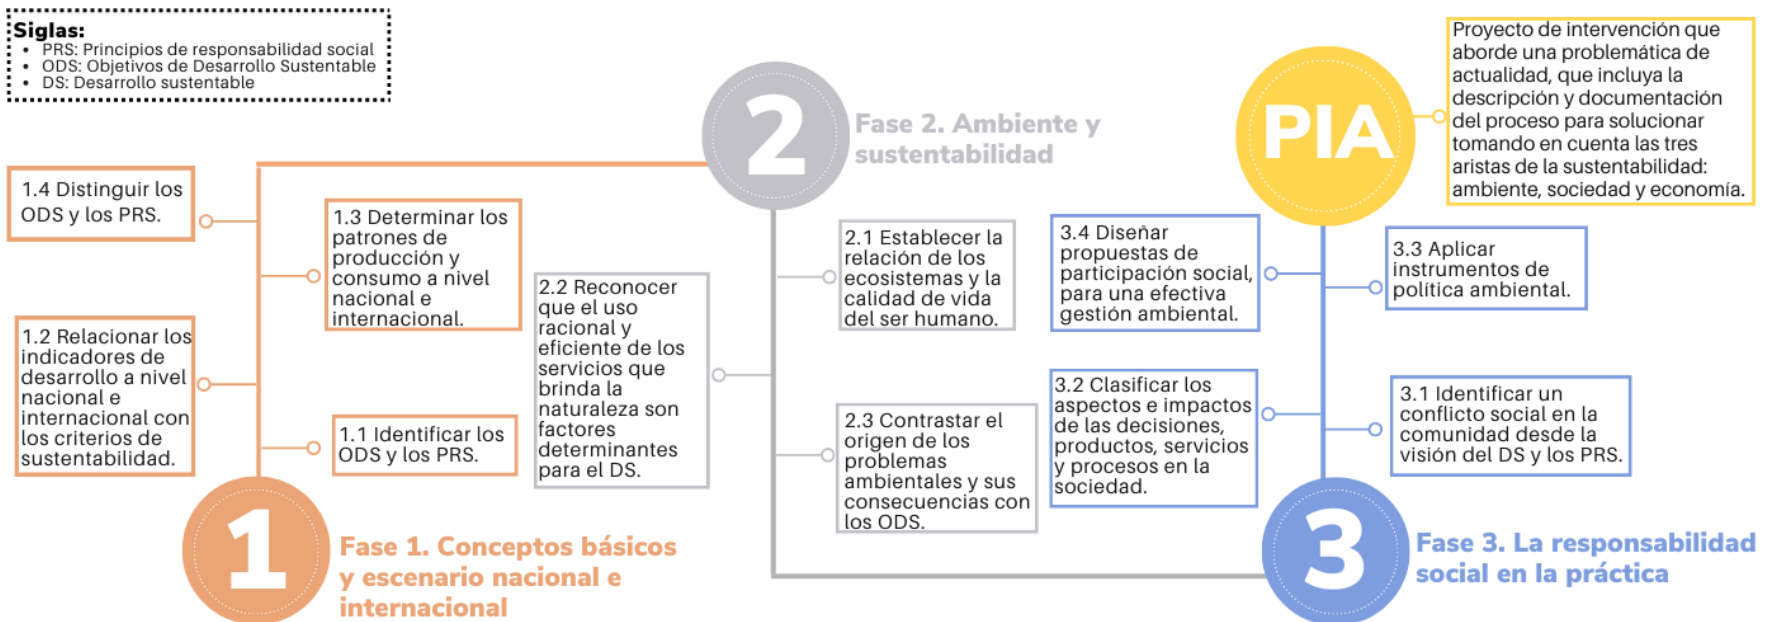 Siglas:
• PRS: Principios de responsabilidad social
• ODS: Objetivos de Desarrollo Sustentable
• DS: Desarrollo sustentable
1
Fase 1. Conceptos básicos
y escenario nacional e
internacional
1.1 Identificar los
ODS y los PRS.
1.2 Relacionar los
indicadores de
desarrollo a nivel
nacional e
internacional con
los criterios de
sustentabilidad.
1.3 Determinar los
patrones de
producción y
consumo a nivel
nacional e
internacional.
1.4 Distinguir los
ODS y los PRS.
2
Fase 2. Ambiente y
sustentabilidad
2.1 Establecer la
relación de los
ecosistemas y la
calidad de vida
del ser humano.
2.2 Reconocer
que el uso
racional y
eficiente de los
servicios que
brinda la
naturaleza son
factores
determinantes
para el DS.
2.3 Contrastar el
origen de los
problemas
ambientales y sus
consecuencias con
los ODS.
3
Fase 3. La responsabilidad
social en la práctica
3.1 Identificar un
conflicto social en la
comunidad desde la
visión del DS y los PRS.
3.2 Clasificar los
aspectos e impactos
de las decisiones,
productos, servicios
y procesos en la
sociedad.
3.3 Aplicar
instrumentos de
política ambiental.
3.4 Diseñar
propuestas de
participación social,
para una efectiva
gestión ambiental.
PIA
Proyecto de intervención que
aborde una problemática de
actualidad, que incluya la
descripción y documentación
del proceso para solucionar
tomando en cuenta las tres
aristas de la sustentabilidad:
ambiente, sociedad y economía.